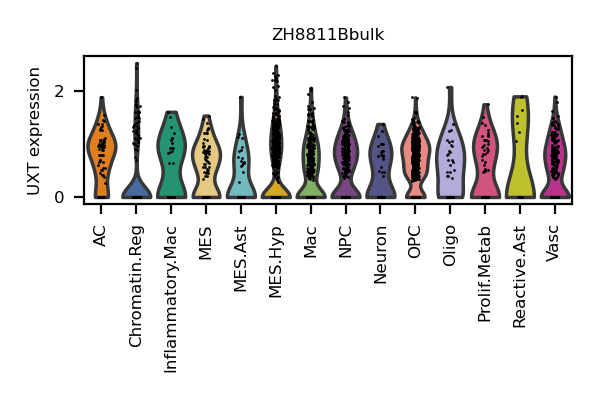 ZH8811Bbulk
UXT expression
2
0
AC
Chromatin.Reg
Inflammatory.Mac
MES
MES.Ast
MES.Hyp
Mac
NPC
Neuron
OPC
Oligo
Prolif.Metab
Reactive.Ast
Vasc